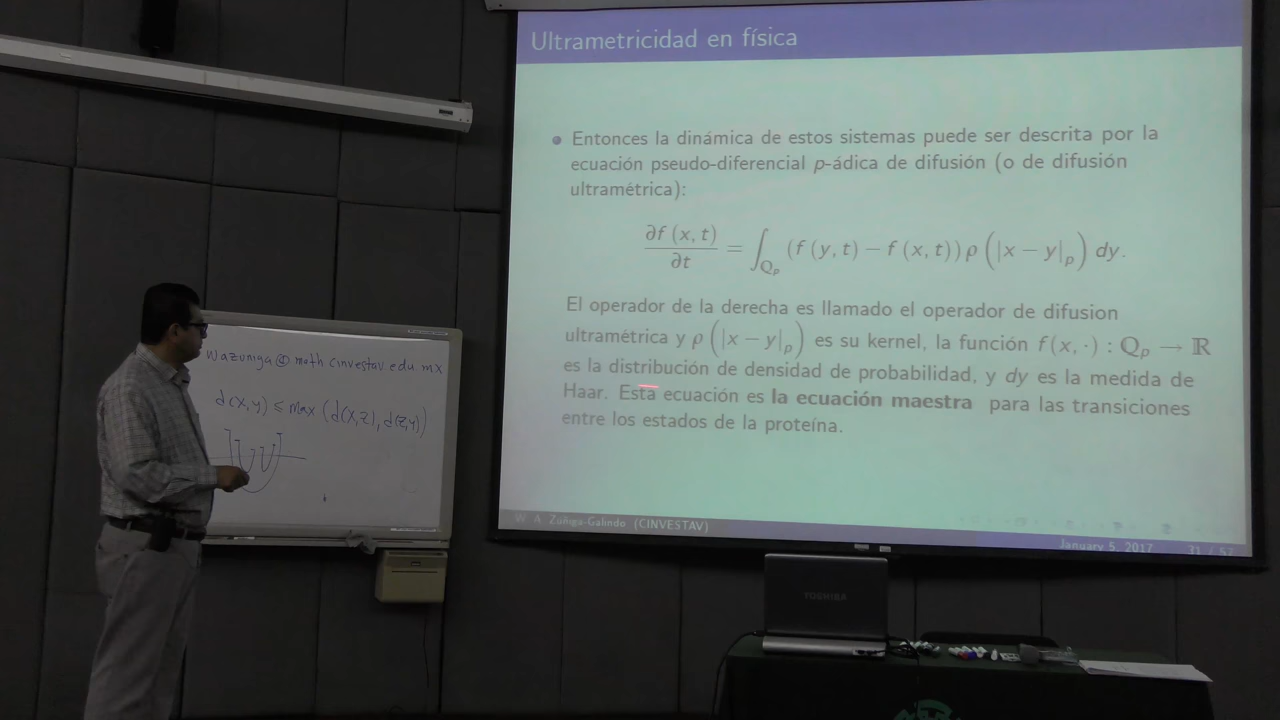 Ultrametricidad en física
Entonces la dinámica de estos sistemas puede ser descrita por la
ecuación pseudo-diferencial p-ádica de difusión (o de difusión
ultramétrica):
∂f (x, t) / ∂t = ∫_{ℚ_p} (f (y, t) − f (x, t)) ρ (|x − y|_p) dy.
El operador de la derecha es llamado el operador de difusion
ultramétrica y ρ (|x − y|_p) es su kernel, la función f(x, ·) : ℚ_p → ℝ
es la distribución de densidad de probabilidad, y dy es la medida de
Haar. Esta ecuación es la ecuación maestra para las transiciones
entre los estados de la proteína.
W. A. Zúñiga-Galindo (CINVESTAV)
January 5, 2017
31 / 57
wazuniga@math cinvestav edu mx
d(x,y) ⩽ max (d(x,z), d(z,y))
TOSHIBA